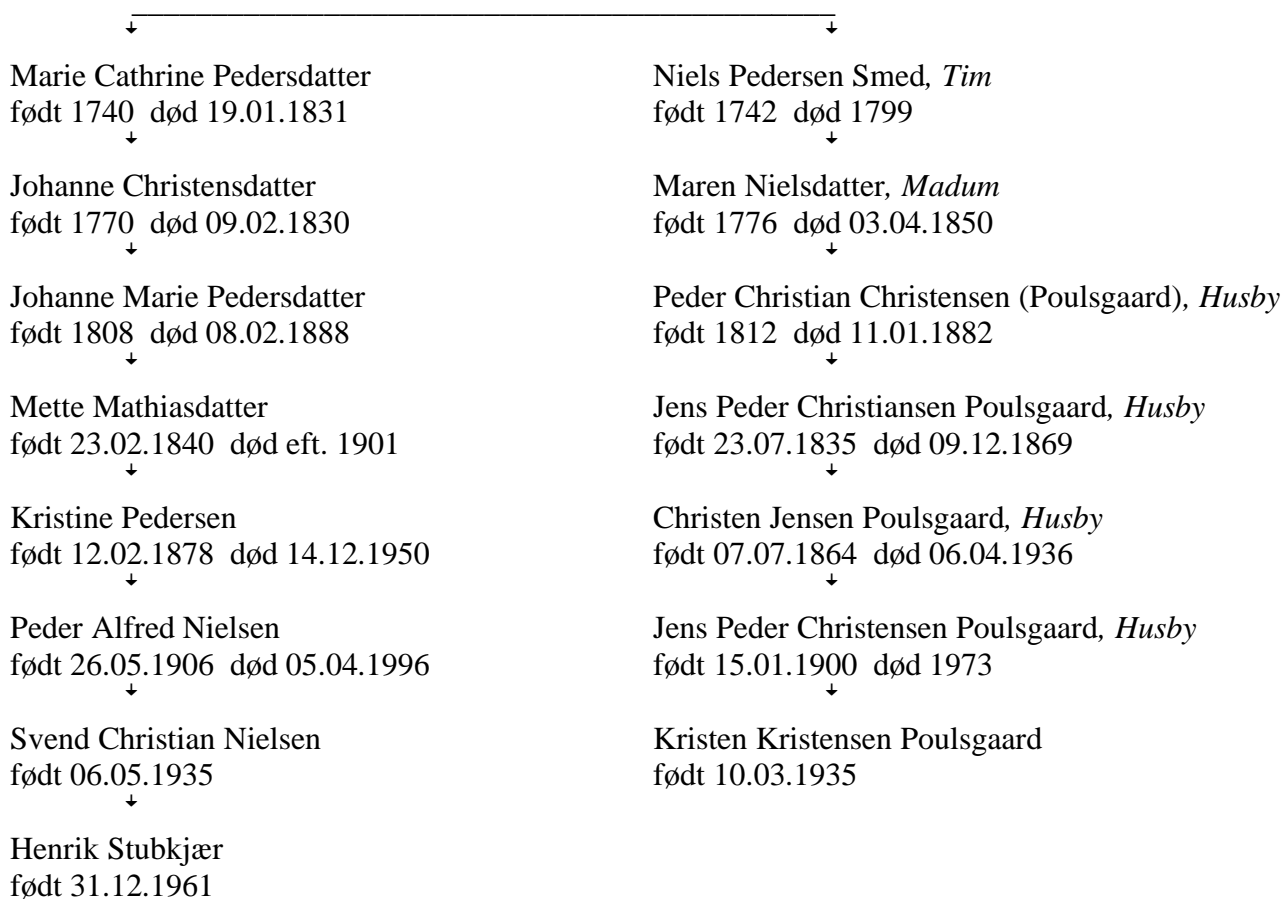 Marie Cathrine Pedersdatter
født 1740 død 19.01.1831
Johanne Christensdatter
født 1770 død 09.02.1830
Johanne Marie Pedersdatter
født 1808 død 08.02.1888
Mette Mathiasdatter
født 23.02.1840 død eft. 1901
Kristine Pedersen
født 12.02.1878 død 14.12.1950
Peder Alfred Nielsen
født 26.05.1906 død 05.04.1996
Svend Christian Nielsen
født 06.05.1935
Henrik Stubkjær
født 31.12.1961
Niels Pedersen Smed, Tim
født 1742 død 1799
Maren Nielsdatter, Madum
født 1776 død 03.04.1850
Peder Christian Christensen (Poulsgaard), Husby
født 1812 død 11.01.1882
Jens Peder Christiansen Poulsgaard, Husby
født 23.07.1835 død 09.12.1869
Christen Jensen Poulsgaard, Husby
født 07.07.1864 død 06.04.1936
Jens Peder Christensen Poulsgaard, Husby
født 15.01.1900 død 1973
Kristen Kristensen Poulsgaard
født 10.03.1935